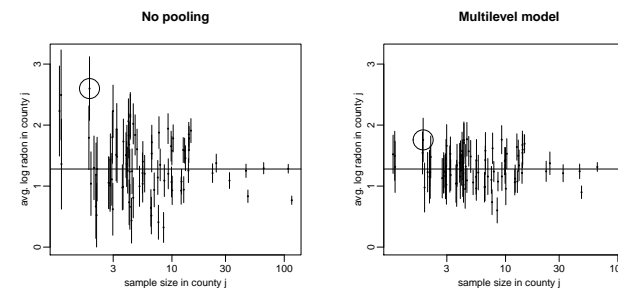 No pooling
avg. log radon in county j
0 1 2 3
3 10 30 100
sample size in county j
Multilevel model
avg. log radon in county j
0 1 2 3
3 10 30 100
sample size in county j